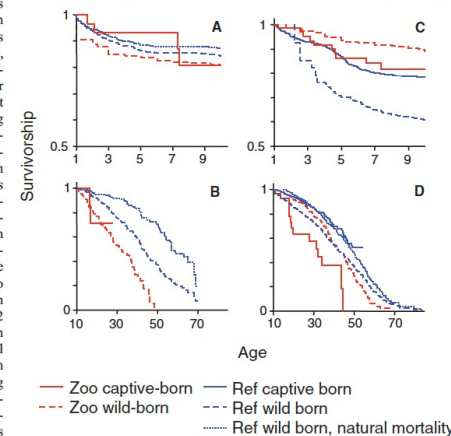 A
C
1
1
0.5
0.5
1 3 5 7 9
1 3 5 7 9
Survivorship
B
D
1
1
0
0
10 30 50 70
10 30 50 70
Age
Zoo captive-born
Ref captive born
Zoo wild-born
Ref wild born
Ref wild born, natural mortality